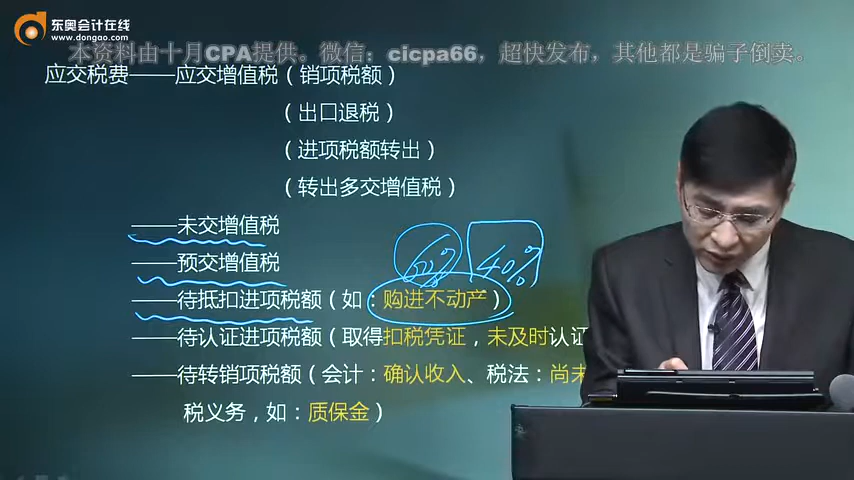 东奥会计在线
www.dongao.com
本资料由十月CPA提供。微信：cicpa66，超快发布，其他都是骗子倒卖。
应交税费——应交增值税（销项税额）
（出口退税）
（进项税额转出）
（转出多交增值税）
——未交增值税
60% 40%
——预交增值税
——待抵扣进项税额（如：购进不动产）
——待认证进项税额（取得扣税凭证，未及时认证
——待转销项税额（会计：确认收入、税法：尚未
税义务，如：质保金）